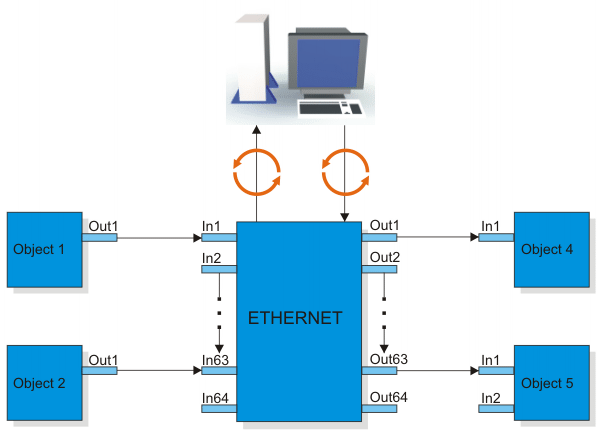 Out1
In1
Out1
In1
Object 1
In2
Out2
Object 4
ETHERNET
Out1
In63
Out63
In1
Object 2
Object 5
In64
Out64
In2